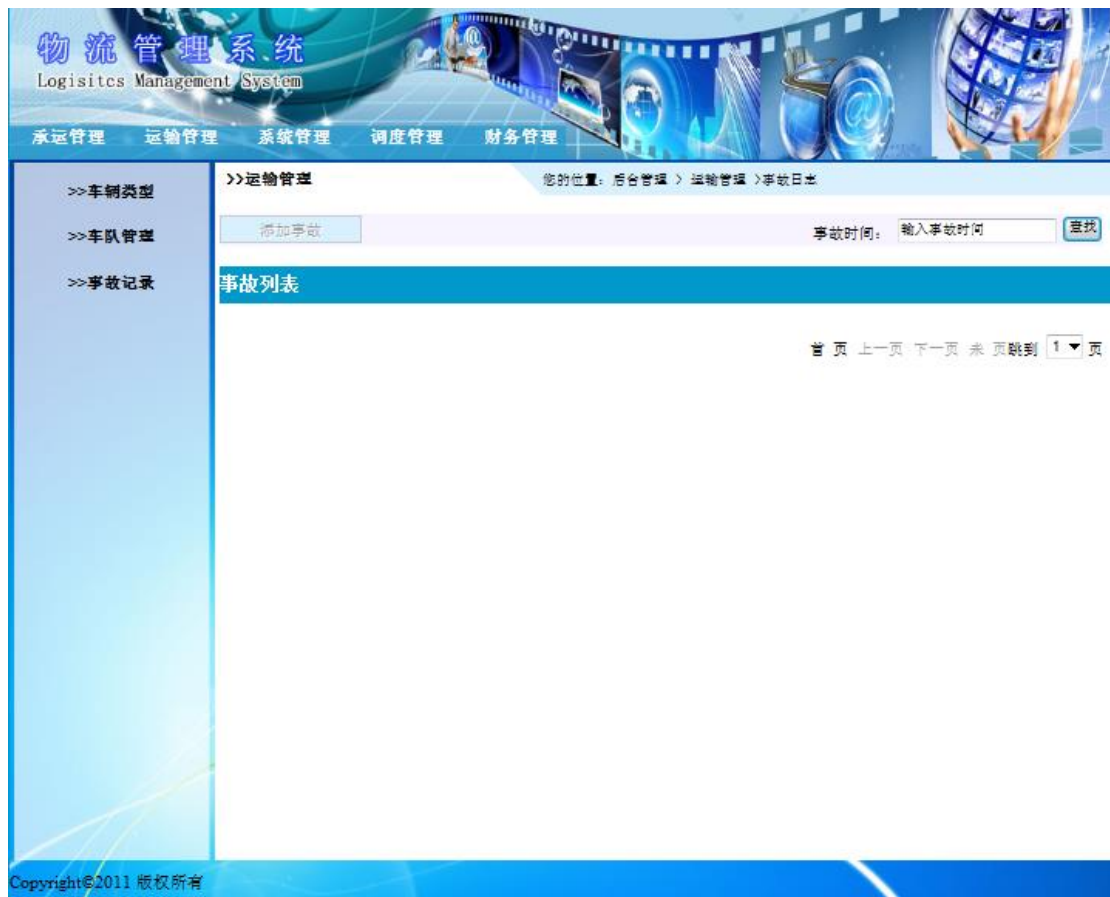 物 流 管 理 系 统
Logisitcs Management System
承运管理 运输管理 系统管理 调度管理 财务管理
>>车辆类型
>>车队管理
>>事故记录
>>运输管理 您的位置：后台管理 > 运输管理 >事故日志
添加事故 事故时间： 输入事故时间 查找
事故列表
首 页 上一页 下一页 末 页跳到 1 页
Copyright©2011 版权所有